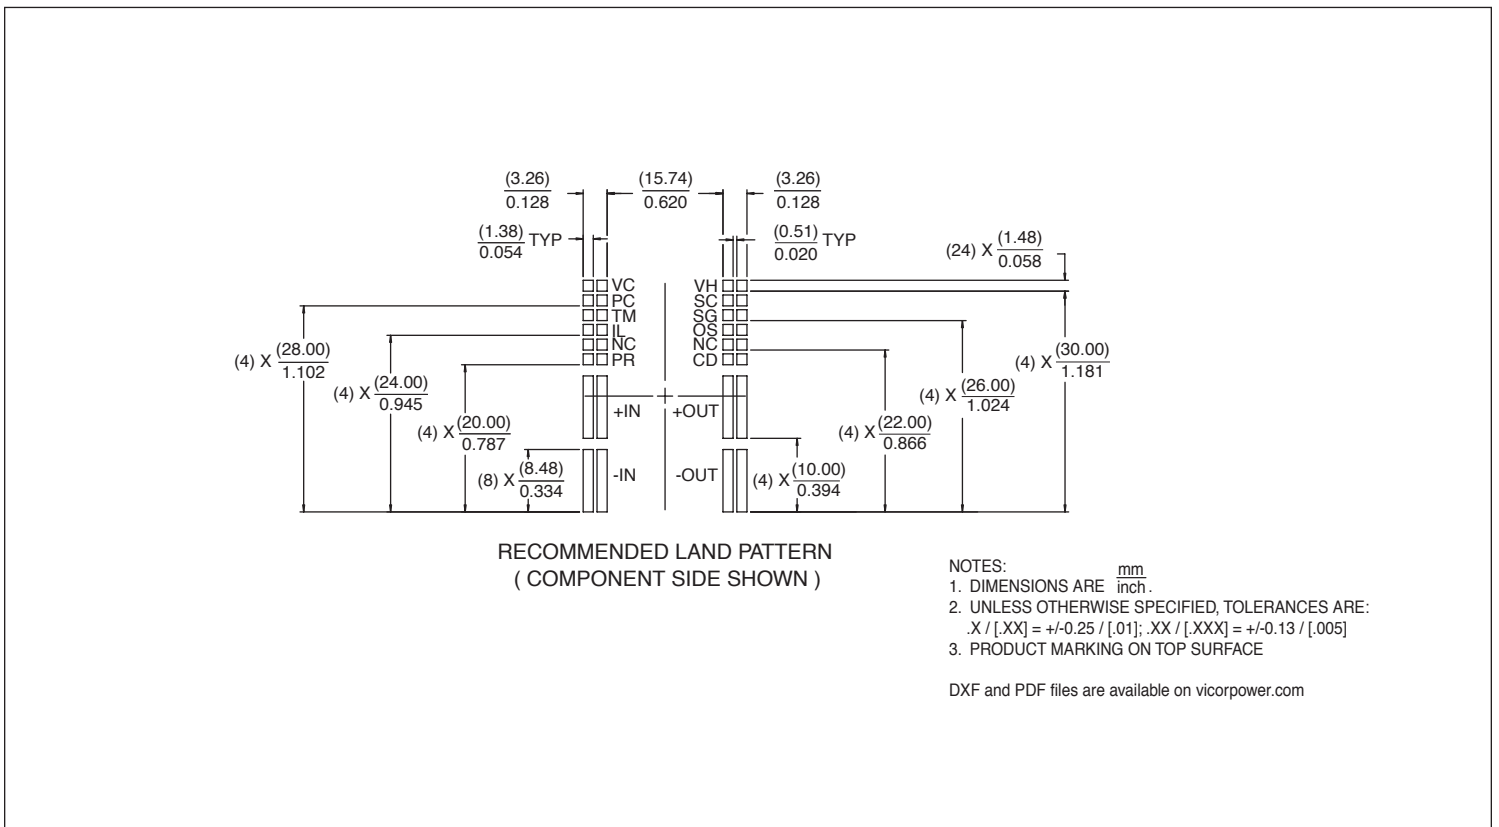 (3.26) (15.74) (3.26)
0.128 0.620 0.128
(1.38) TYP (0.51) TYP
0.054 0.020
(24) X (1.48)
0.058
VC VH
PC SC
TM SG
IL OS
NC NC
PR CD
(4) X (28.00)
1.102
(4) X (30.00)
1.181
(4) X (24.00)
0.945
(4) X (26.00)
1.024
+IN +OUT
(4) X (20.00)
0.787
(4) X (22.00)
0.866
(8) X (8.48)
0.334
-IN -OUT
(4) X (10.00)
0.394
RECOMMENDED LAND PATTERN
( COMPONENT SIDE SHOWN )
NOTES:
1. DIMENSIONS ARE mm
inch.
2. UNLESS OTHERWISE SPECIFIED, TOLERANCES ARE:
.X / [.XX] = +/-0.25 / [.01]; .XX / [.XXX] = +/-0.13 / [.005]
3. PRODUCT MARKING ON TOP SURFACE
DXF and PDF files are available on vicorpower.com